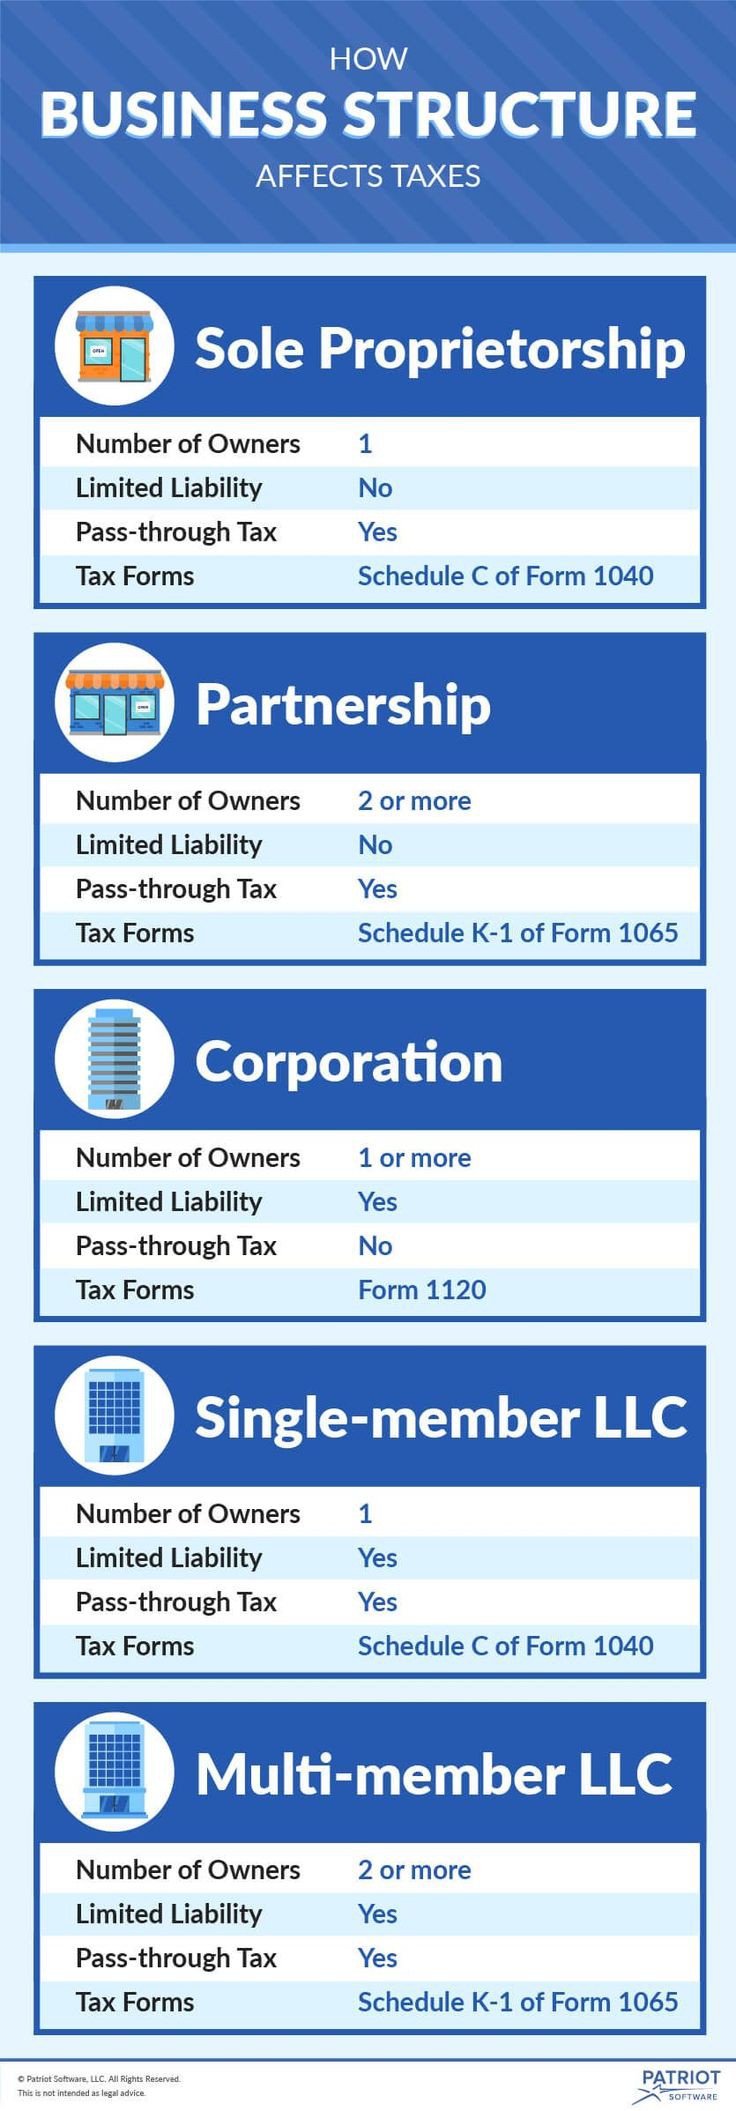 HOW
BUSINESS STRUCTURE
AFFECTS TAXES
OPEN
Sole Proprietorship
Number of Owners 1
Limited Liability No
Pass-through Tax Yes
Tax Forms Schedule C of Form 1040
OPEN
Partnership
Number of Owners 2 or more
Limited Liability No
Pass-through Tax Yes
Tax Forms Schedule K-1 of Form 1065
Corporation
Number of Owners 1 or more
Limited Liability Yes
Pass-through Tax No
Tax Forms Form 1120
Single-member LLC
Number of Owners 1
Limited Liability Yes
Pass-through Tax Yes
Tax Forms Schedule C of Form 1040
Multi-member LLC
Number of Owners 2 or more
Limited Liability Yes
Pass-through Tax Yes
Tax Forms Schedule K-1 of Form 1065
© Patriot Software, LLC. All Rights Reserved.
This is not intended as legal advice.
PATRIOT
SOFTWARE